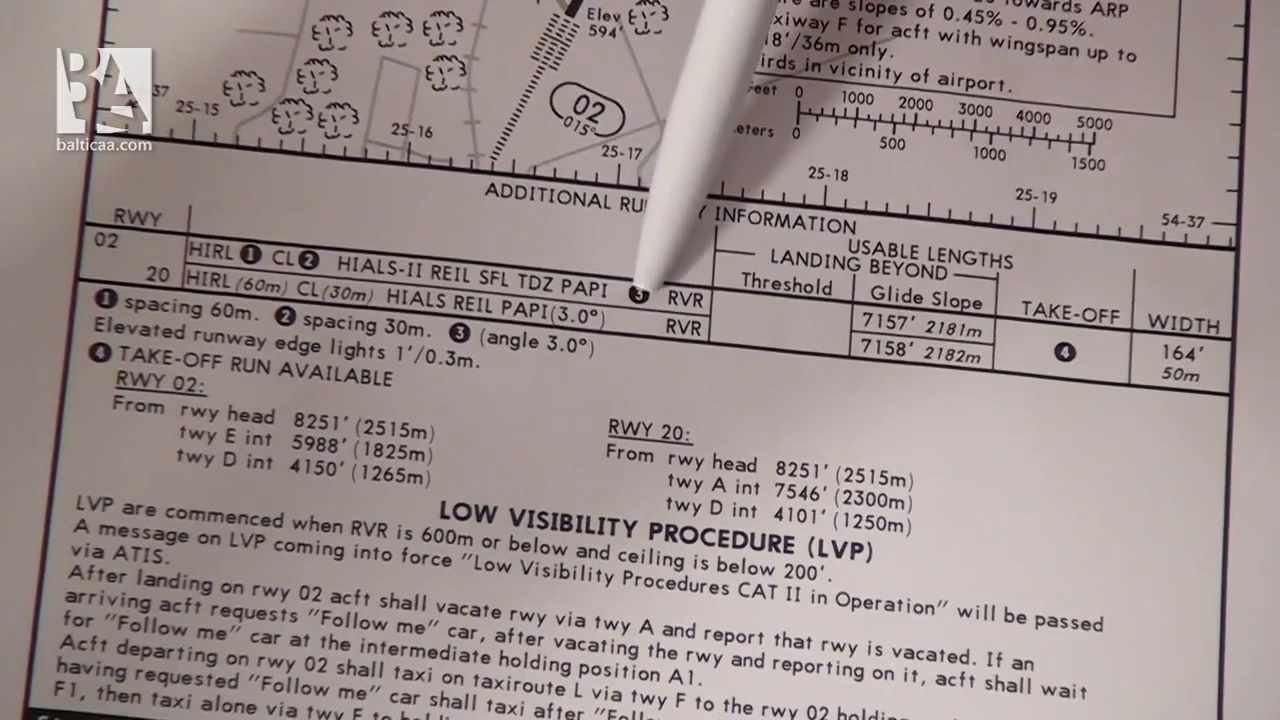 BA
balticaa.com
Elev
594'
02
015°
37
25-15
25-16
25-17
25-18
25-19
54-37
towards ARP
are slopes of 0.45% - 0.95%.
xiway F for acft with wingspan up to
18'/36m only.
irds in vicinity of airport.
eet 0 1000 2000 3000 4000 5000
eters 0 500 1000 1500
ADDITIONAL RU Y INFORMATION
USABLE LENGTHS
LANDING BEYOND
RWY Threshold Glide Slope TAKE-OFF WIDTH
02 HIRL 1 CL 2 HIALS-II REIL SFL TDZ PAPI 3 RVR 7157' 2181m 4 164'
20 HIRL (60m) CL (30m) HIALS REIL PAPI (3.0°) RVR 7158' 2182m 50m
1 spacing 60m. 2 spacing 30m. 3 (angle 3.0°)
Elevated runway edge lights 1'/0.3m.
4 TAKE-OFF RUN AVAILABLE
RWY 02:
From rwy head 8251' (2515m)
twy E int 5988' (1825m)
twy D int 4150' (1265m)
RWY 20:
From rwy head 8251' (2515m)
twy A int 7546' (2300m)
twy D int 4101' (1250m)
LOW VISIBILITY PROCEDURE (LVP)
LVP are commenced when RVR is 600m or below and ceiling is below 200'.
A message on LVP coming into force "Low Visibility Procedures CAT II in Operation" will be passed
via ATIS.
After landing on rwy 02 acft shall vacate rwy via twy A and report that rwy is vacated. If an
arriving acft requests "Follow me" car, after vacating the rwy and reporting on it, acft shall wait
for "Follow me" car at the intermediate holding position A1.
Acft departing on rwy 02 shall taxi on taxiroute L via twy F to the rwy 02 holding
having requested "Follow me" car shall taxi after "Follo
F1, then taxi alone via twy F to